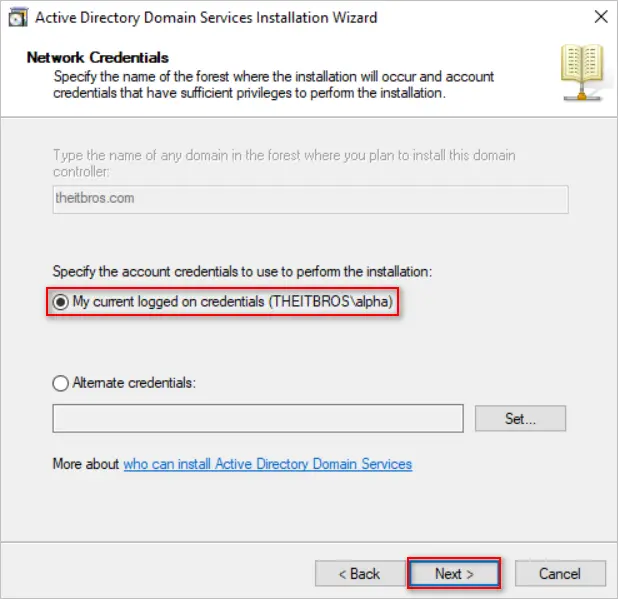 Active Directory Domain Services Installation Wizard
Network Credentials
Specify the name of the forest where the installation will occur and account
credentials that have sufficient privileges to perform the installation.
Type the name of any domain in the forest where you plan to install this domain
controller:
theitbros.com
Specify the account credentials to use to perform the installation:
My current logged on credentials (THEITBROS\alpha)
Alternate credentials:
Set...
More about who can install Active Directory Domain Services
< Back Next > Cancel